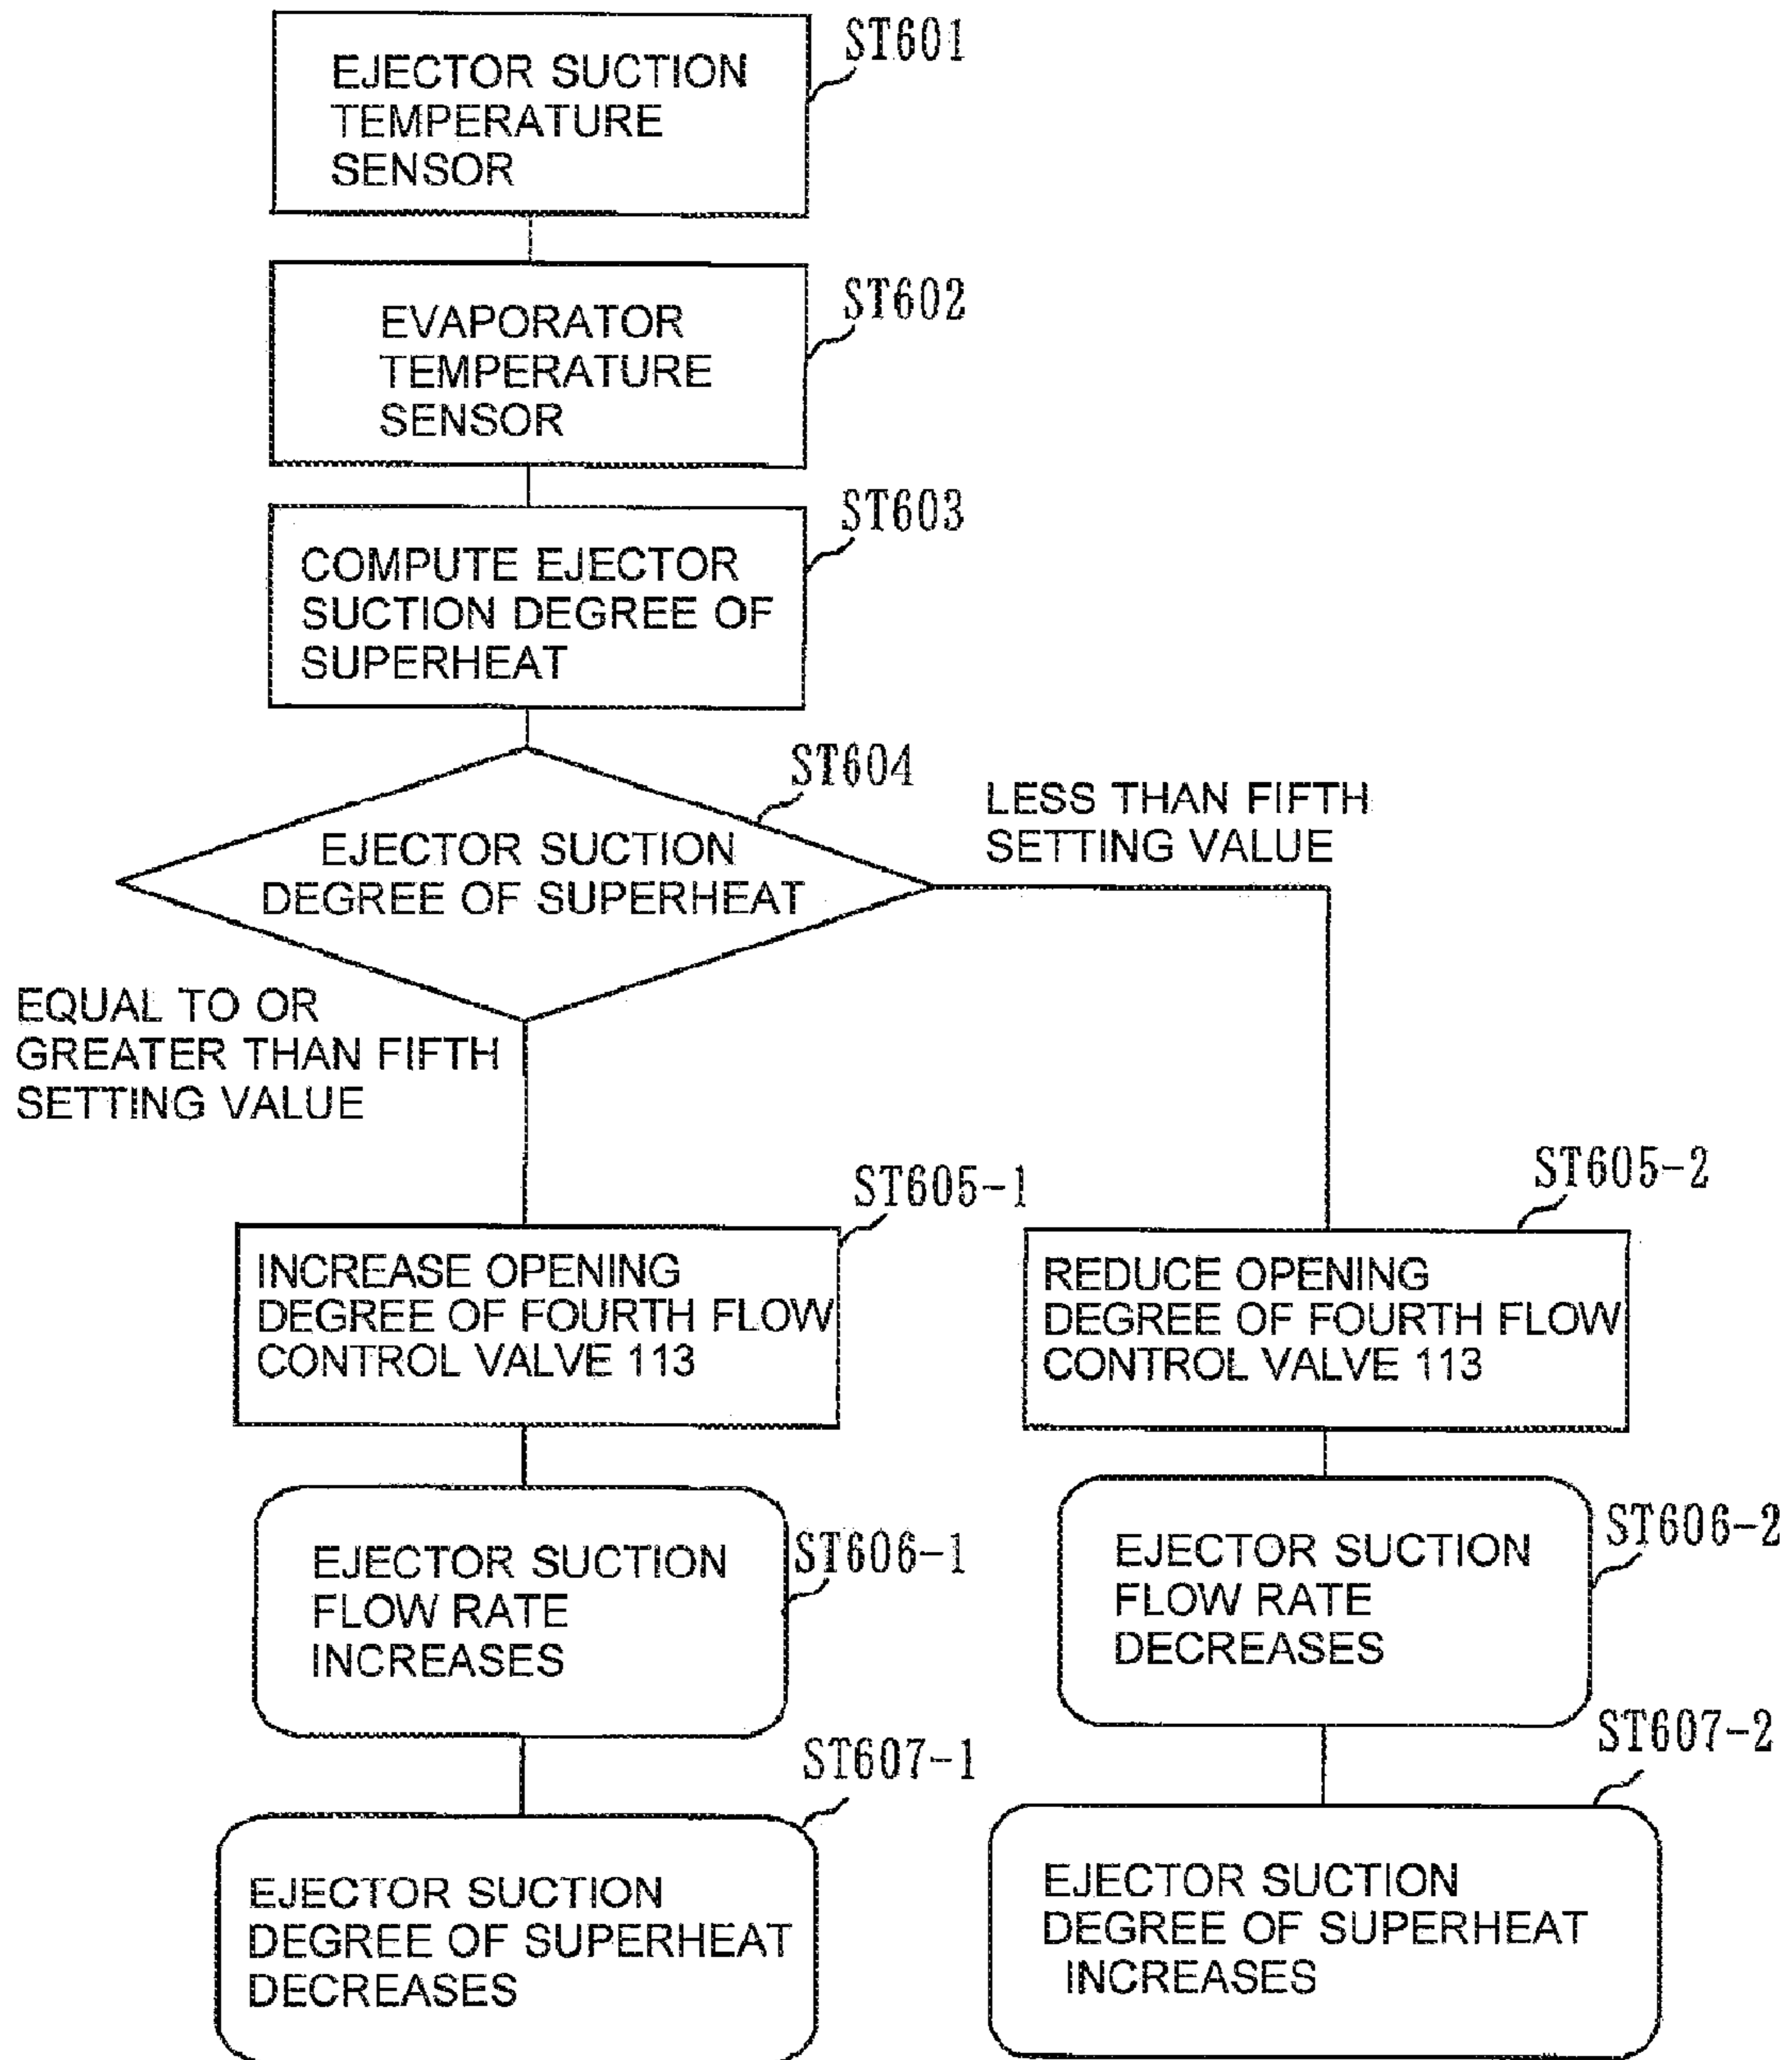 ST601
EJECTOR SUCTION
TEMPERATURE
SENSOR
ST602
EVAPORATOR
TEMPERATURE
SENSOR
ST603
COMPUTE EJECTOR
SUCTION DEGREE OF
SUPERHEAT
ST604
EJECTOR SUCTION
DEGREE OF SUPERHEAT
LESS THAN FIFTH
SETTING VALUE
EQUAL TO OR
GREATER THAN FIFTH
SETTING VALUE
ST605-1
INCREASE OPENING
DEGREE OF FOURTH FLOW
CONTROL VALVE 113
ST605-2
REDUCE OPENING
DEGREE OF FOURTH FLOW
CONTROL VALVE 113
ST606-1
EJECTOR SUCTION
FLOW RATE
INCREASES
ST606-2
EJECTOR SUCTION
FLOW RATE
DECREASES
ST607-1
EJECTOR SUCTION
DEGREE OF SUPERHEAT
DECREASES
ST607-2
EJECTOR SUCTION
DEGREE OF SUPERHEAT
INCREASES